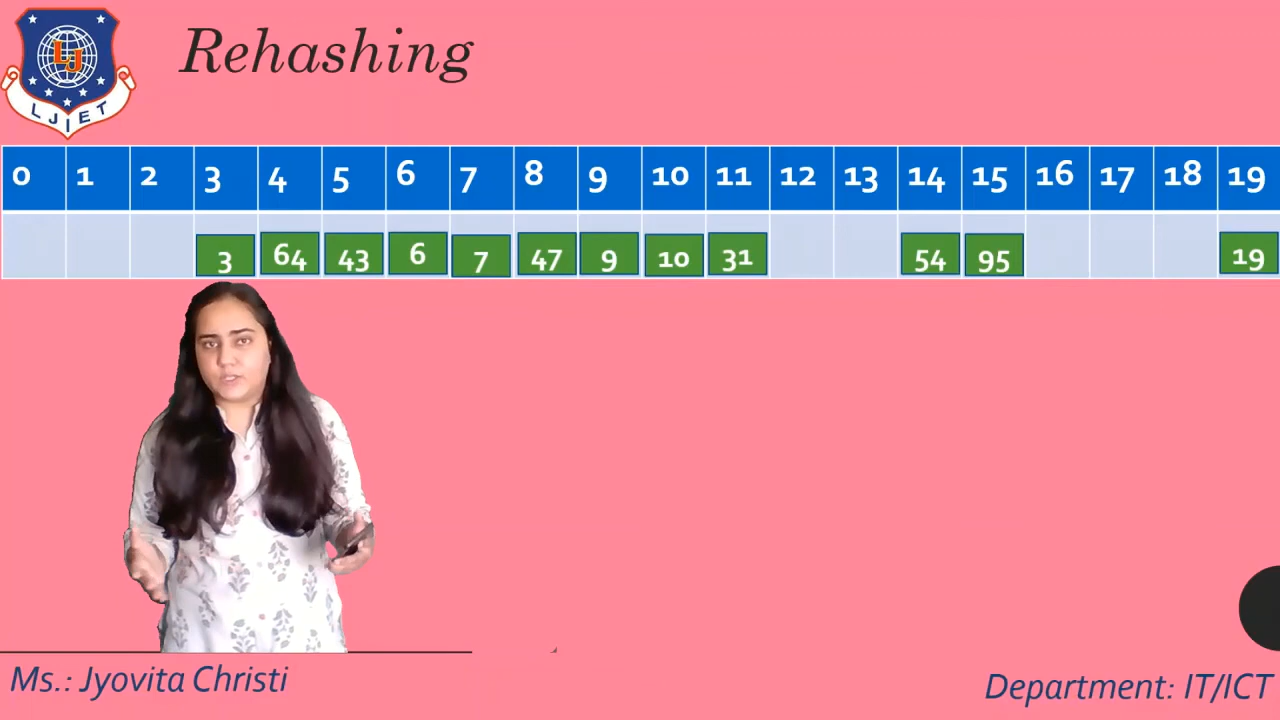 LJ
LJIET
Rehashing
0 1 2 3 4 5 6 7 8 9 10 11 12 13 14 15 16 17 18 19
3 64 43 6 7 47 9 10 31 54 95 19
Ms.: Jyovita Christi
Department: IT/ICT